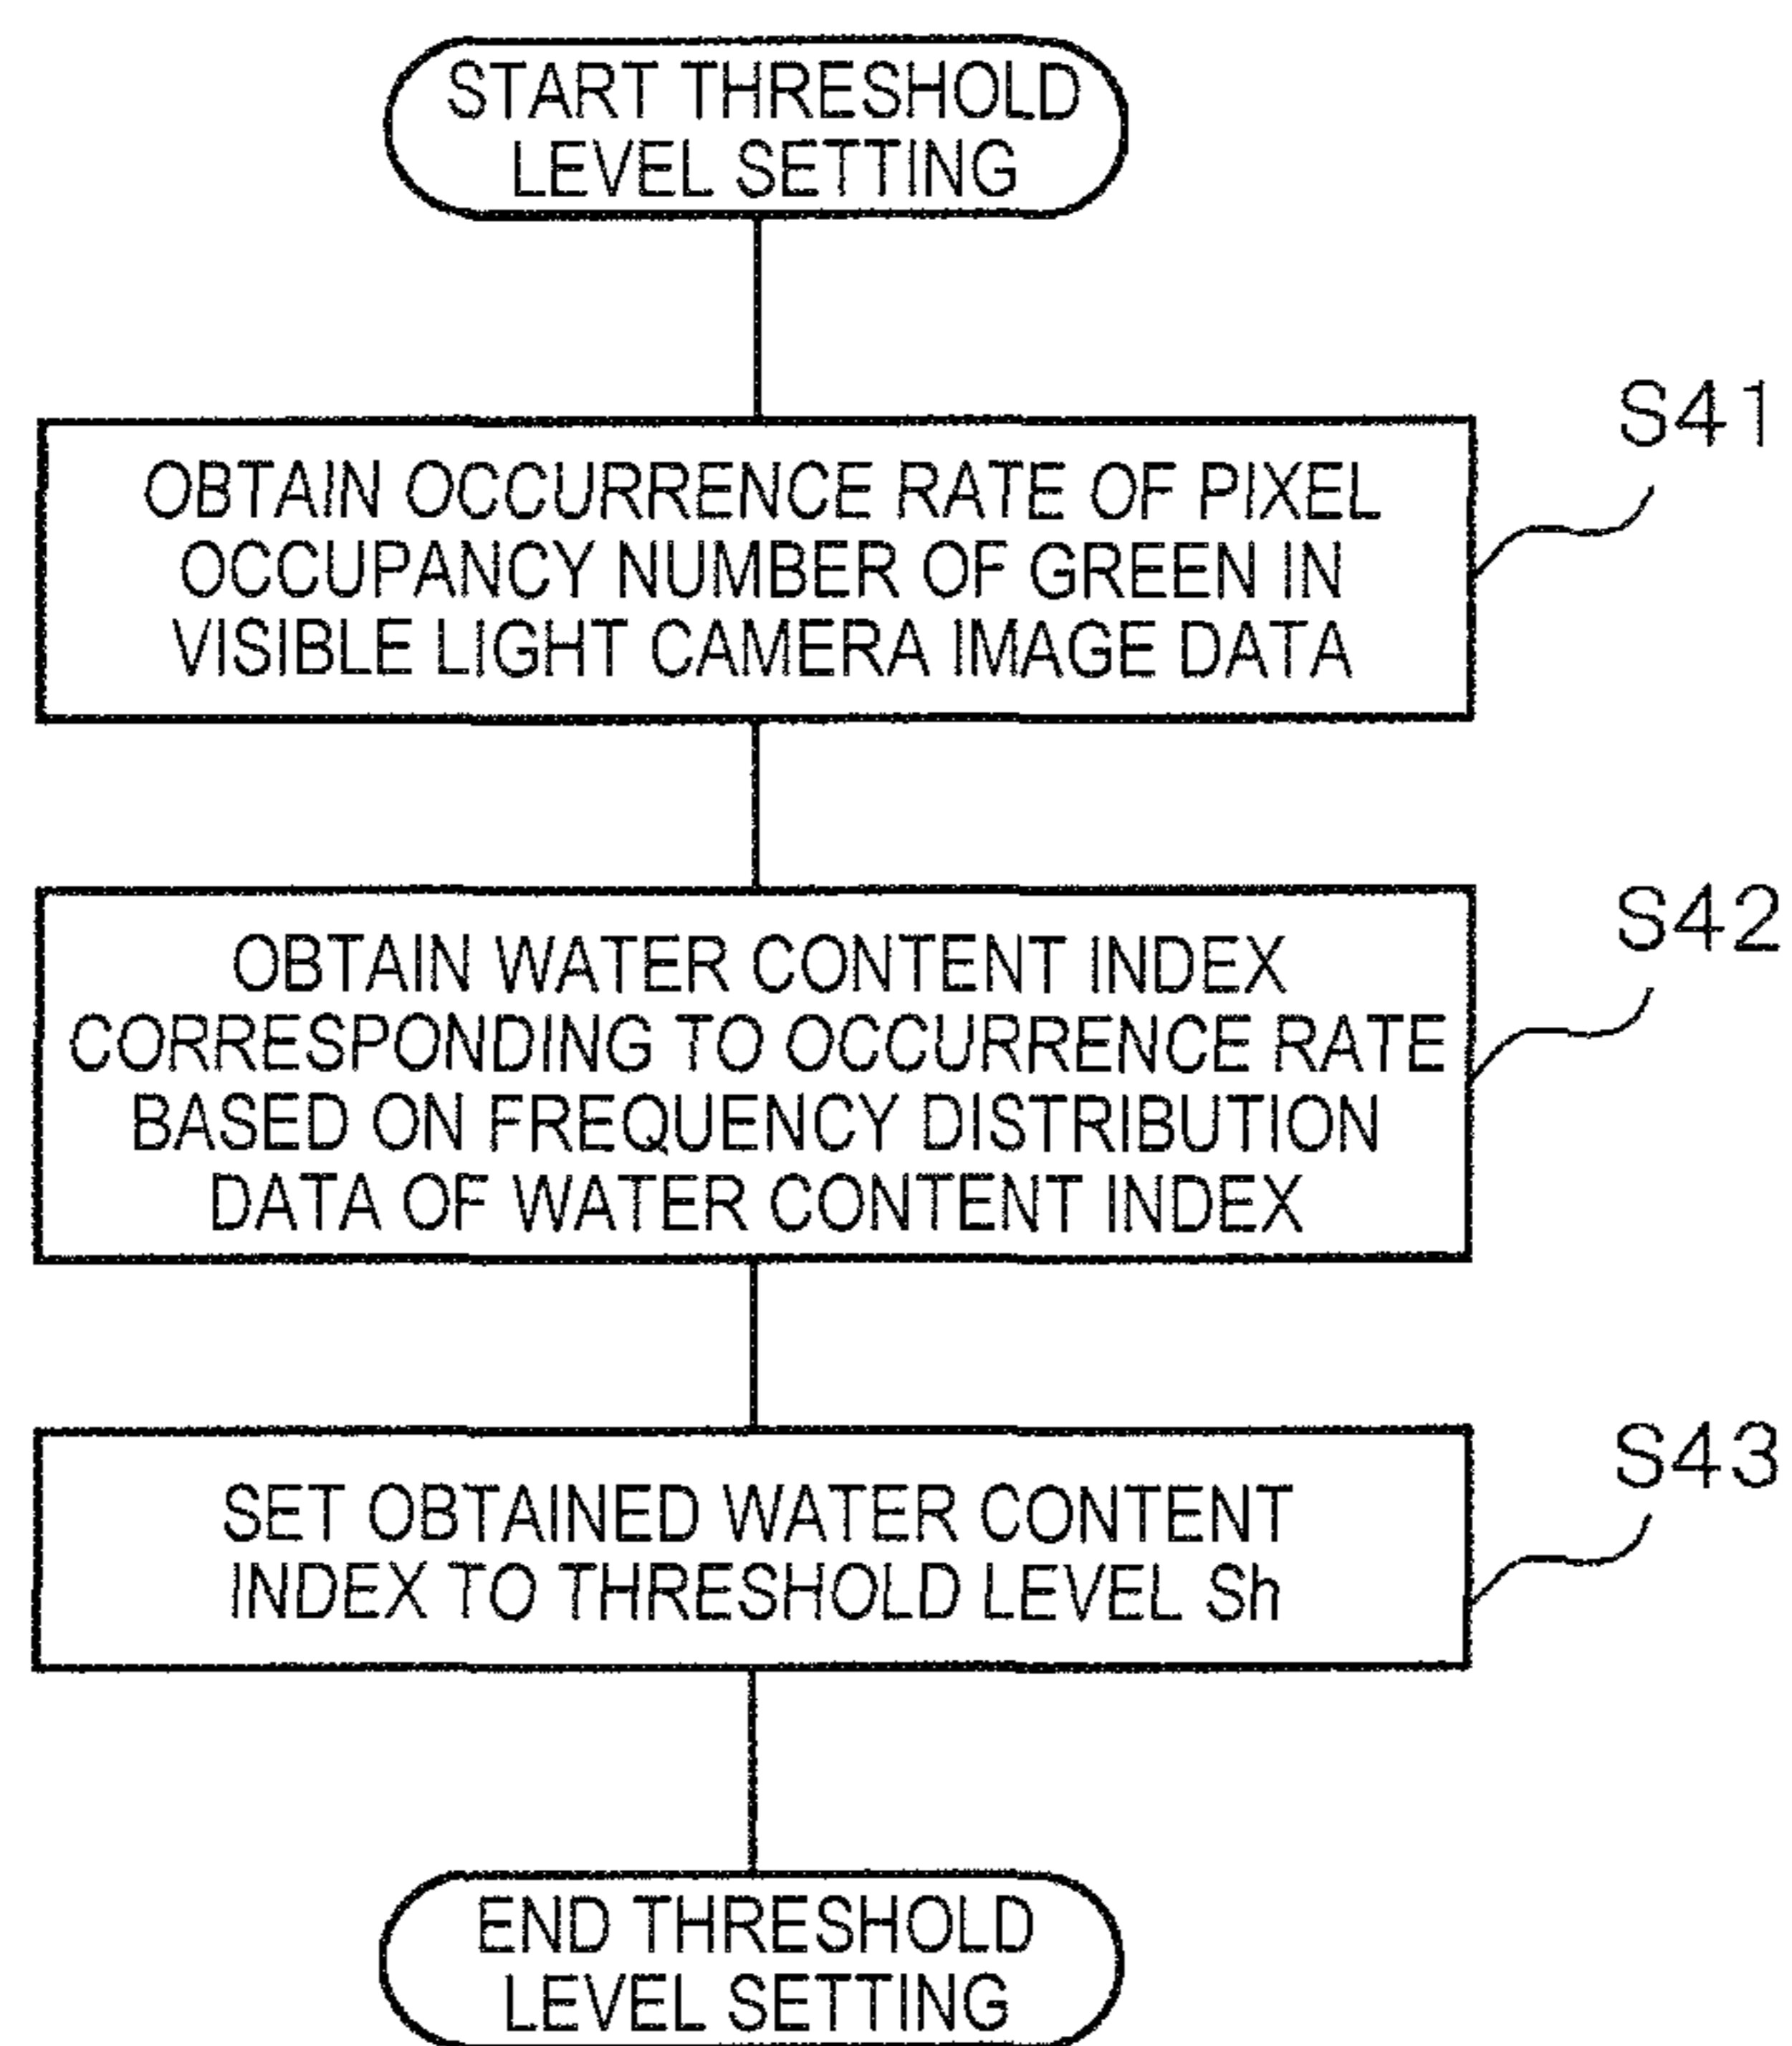 START THRESHOLD
LEVEL SETTING
S41
OBTAIN OCCURRENCE RATE OF PIXEL
OCCUPANCY NUMBER OF GREEN IN
VISIBLE LIGHT CAMERA IMAGE DATA
S42
OBTAIN WATER CONTENT INDEX
CORRESPONDING TO OCCURRENCE RATE
BASED ON FREQUENCY DISTRIBUTION
DATA OF WATER CONTENT INDEX
S43
SET OBTAINED WATER CONTENT
INDEX TO THRESHOLD LEVEL Sh
END THRESHOLD
LEVEL SETTING